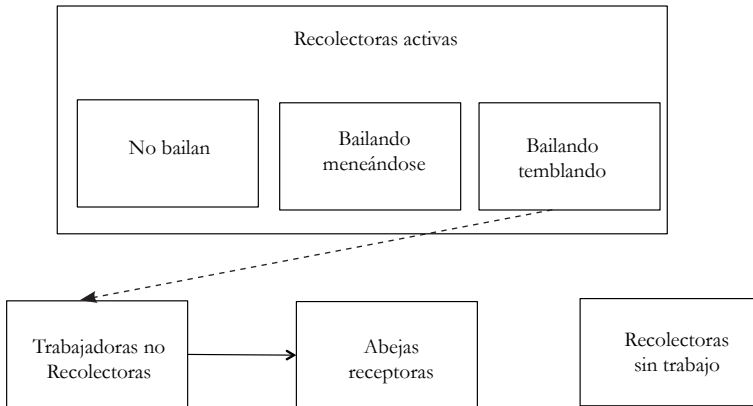 Recolectoras activas
No bailan
Bailando
meneándose
Bailando
temblando
Trabajadoras no
Recolectoras
Abejas
receptoras
Recolectoras
sin trabajo